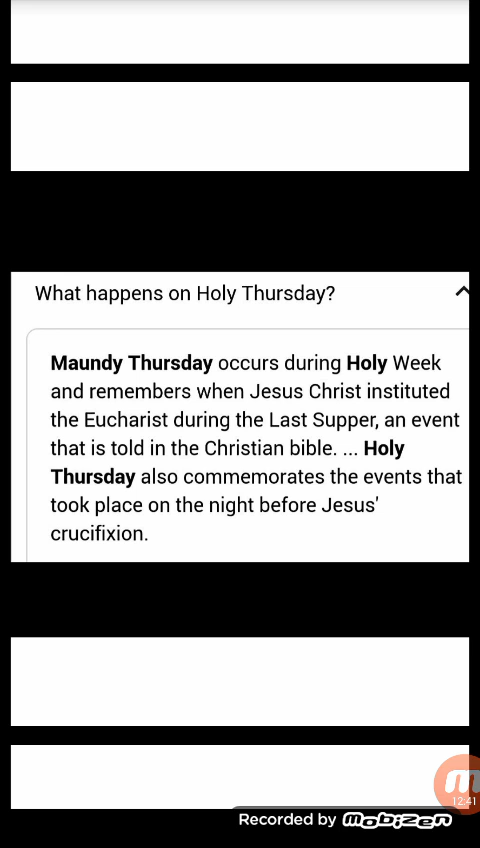 What happens on Holy Thursday?
Maundy Thursday occurs during Holy Week
and remembers when Jesus Christ instituted
the Eucharist during the Last Supper, an event
that is told in the Christian bible. ... Holy
Thursday also commemorates the events that
took place on the night before Jesus'
crucifixion.
12:41
Recorded by mobizen